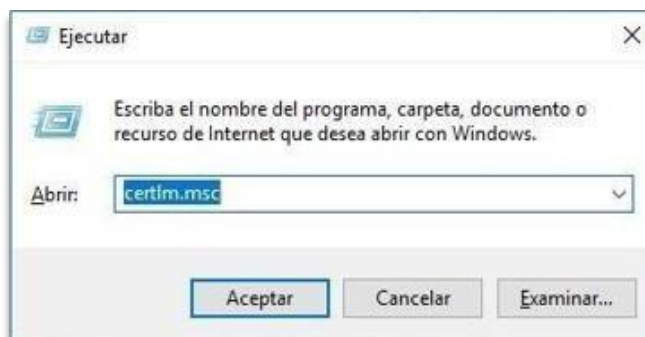 Ejecutar
Escriba el nombre del programa, carpeta, documento o
recurso de Internet que desea abrir con Windows.
Abrir: certlm.msc
Aceptar Cancelar Examinar...